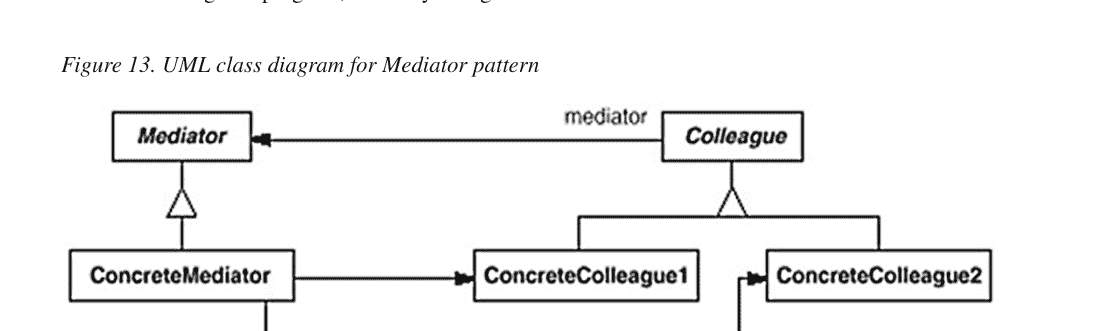 Figure 13. UML class diagram for Mediator pattern
mediator
Mediator
Colleague
ConcreteMediator
ConcreteColleague1
ConcreteColleague2